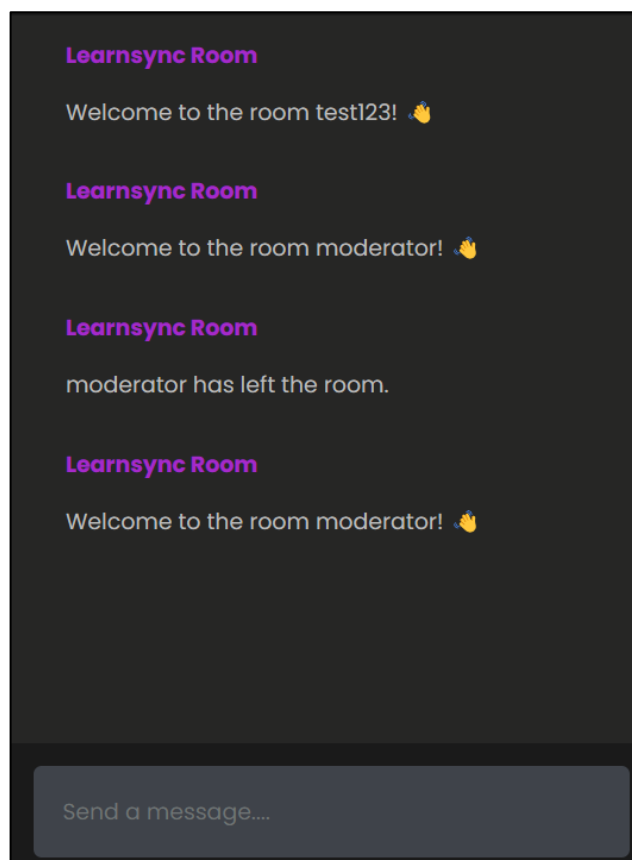 Learnsync Room
Welcome to the room test123! 👋
Learnsync Room
Welcome to the room moderator! 👋
Learnsync Room
moderator has left the room.
Learnsync Room
Welcome to the room moderator! 👋
Send a message....